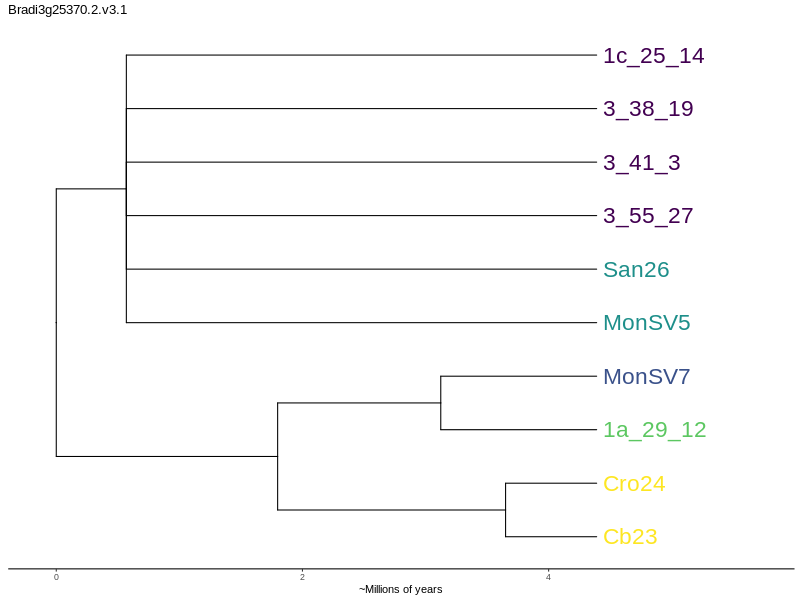 Bradi3g25370.2.v3.1
1c_25_14
3_38_19
3_41_3
3_55_27
San26
MonSV5
MonSV7
1a_29_12
Cro24
Cb23
0 2 4
~Millions of years